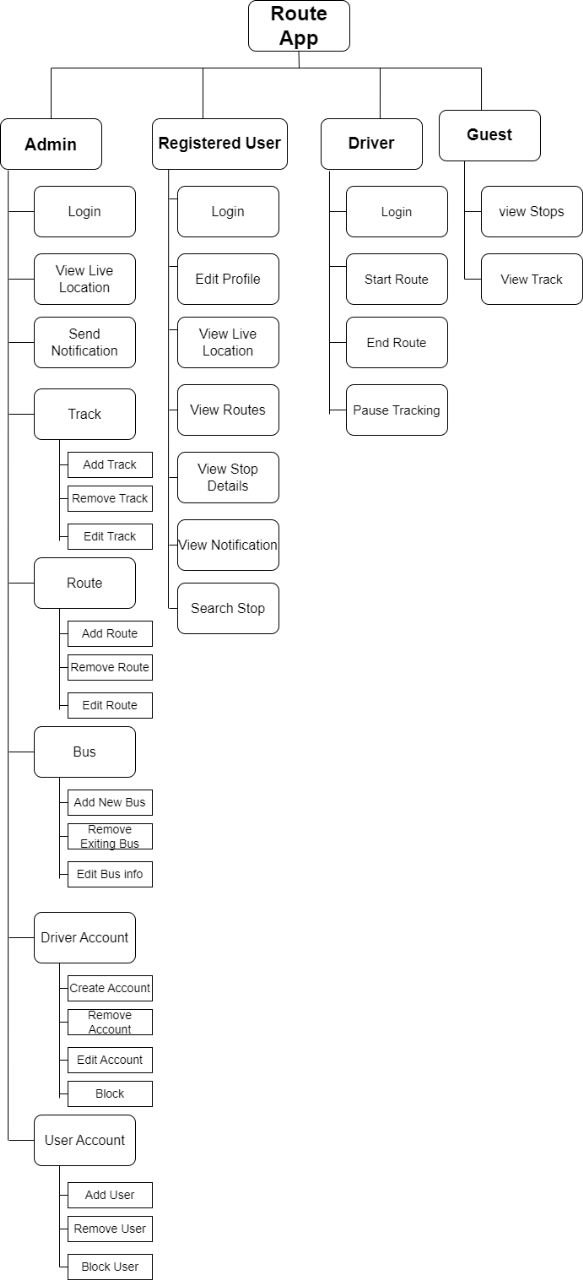 Route
App
Admin
Login
View Live
Location
Send
Notification
Track
Add Track
Remove Track
Edit Track
Route
Add Route
Remove Route
Edit Route
Bus
Add New Bus
Remove
Exiting Bus
Edit Bus info
Driver Account
Create Account
Remove
Account
Edit Account
Block
User Account
Add User
Remove User
Block User
Registered User
Login
Edit Profile
View Live
Location
View Routes
View Stop
Details
View Notification
Search Stop
Driver
Login
Start Route
End Route
Pause Tracking
Guest
view Stops
View Track